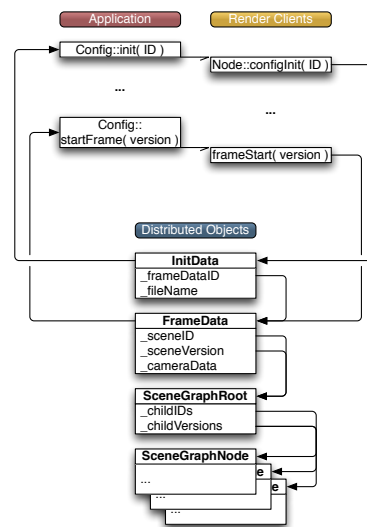 Application
Render Clients
Config::init( ID )
Node::configInit( ID )
...
...
Config::
startFrame( version )
frameStart( version )
Distributed Objects
InitData
_frameDataID
_fileName
FrameData
_sceneID
_sceneVersion
_cameraData
SceneGraphRoot
_childIDs
_childVersions
SceneGraphNode
e
e
...
...
...